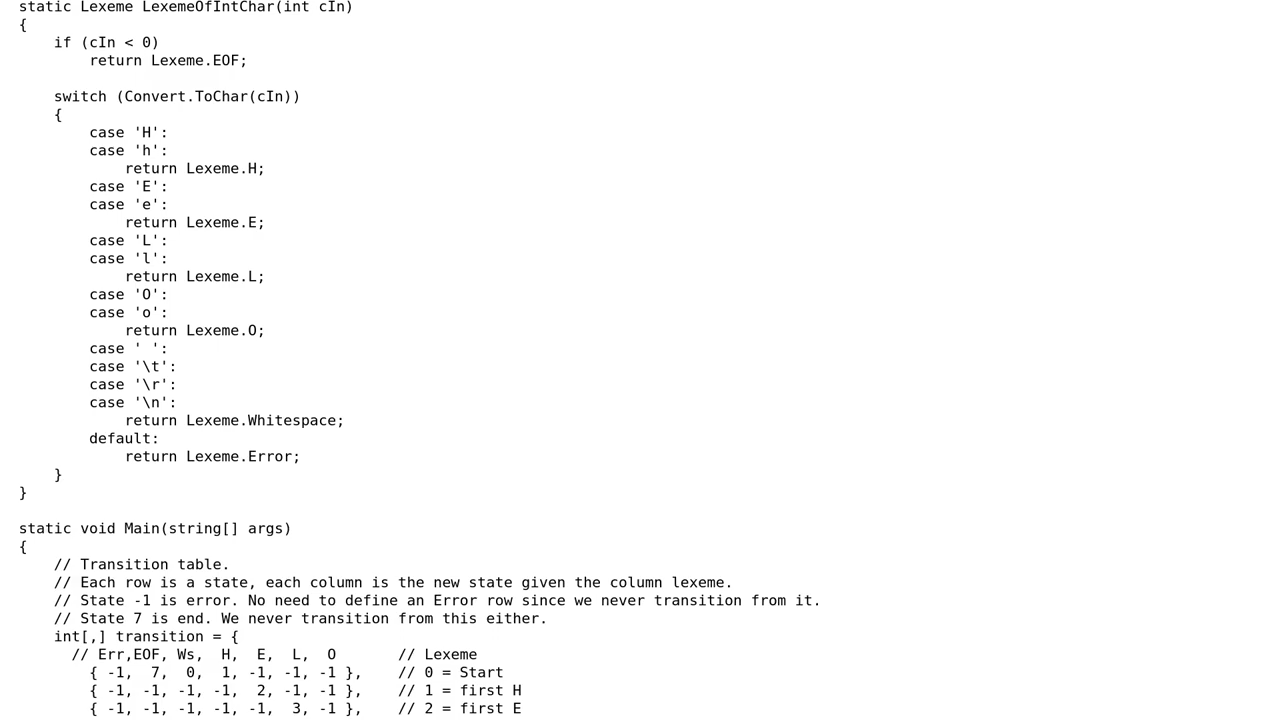 static Lexeme LexemeOfIntChar(int cIn)
{
    if (cIn < 0)
        return Lexeme.EOF;

    switch (Convert.ToChar(cIn))
    {
        case 'H':
        case 'h':
            return Lexeme.H;
        case 'E':
        case 'e':
            return Lexeme.E;
        case 'L':
        case 'l':
            return Lexeme.L;
        case 'O':
        case 'o':
            return Lexeme.O;
        case ' ':
        case '\t':
        case '\r':
        case '\n':
            return Lexeme.Whitespace;
        default:
            return Lexeme.Error;
    }
}

static void Main(string[] args)
{
    // Transition table.
    // Each row is a state, each column is the new state given the column lexeme.
    // State -1 is error. No need to define an Error row since we never transition from it.
    // State 7 is end. We never transition from this either.
    int[,] transition = {
      // Err,EOF, Ws,  H,  E,  L,  O       // Lexeme
        { -1,  7,  0,  1, -1, -1, -1 },    // 0 = Start
        { -1, -1, -1, -1,  2, -1, -1 },    // 1 = first H
        { -1, -1, -1, -1, -1,  3, -1 },    // 2 = first E